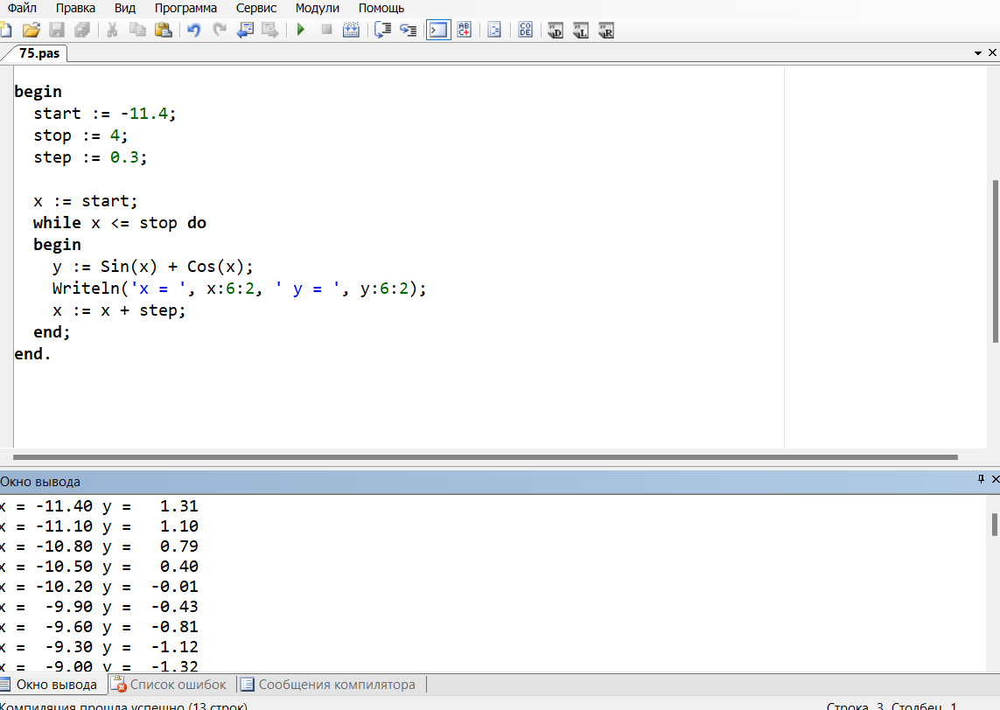 Файл Правка Вид Программа Сервис Модули Помощь
75.pas
begin
start := -11.4;
stop := 4;
step := 0.3;
x := start;
while x <= stop do
begin
y := Sin(x) + Cos(x);
Writeln('x = ', x:6:2, ' y = ', y:6:2);
x := x + step;
end;
end.
Окно вывода
x = -11.40 y =   1.31
x = -11.10 y =   1.10
x = -10.80 y =   0.79
x = -10.50 y =   0.40
x = -10.20 y =  -0.01
x =  -9.90 y =  -0.43
x =  -9.60 y =  -0.81
x =  -9.30 y =  -1.12
x =  -9.00 y =  -1.32
Окно вывода Список ошибок Сообщения компилятора
Компиляция прошла успешно (13 строк) Строка 3 Столбец 1